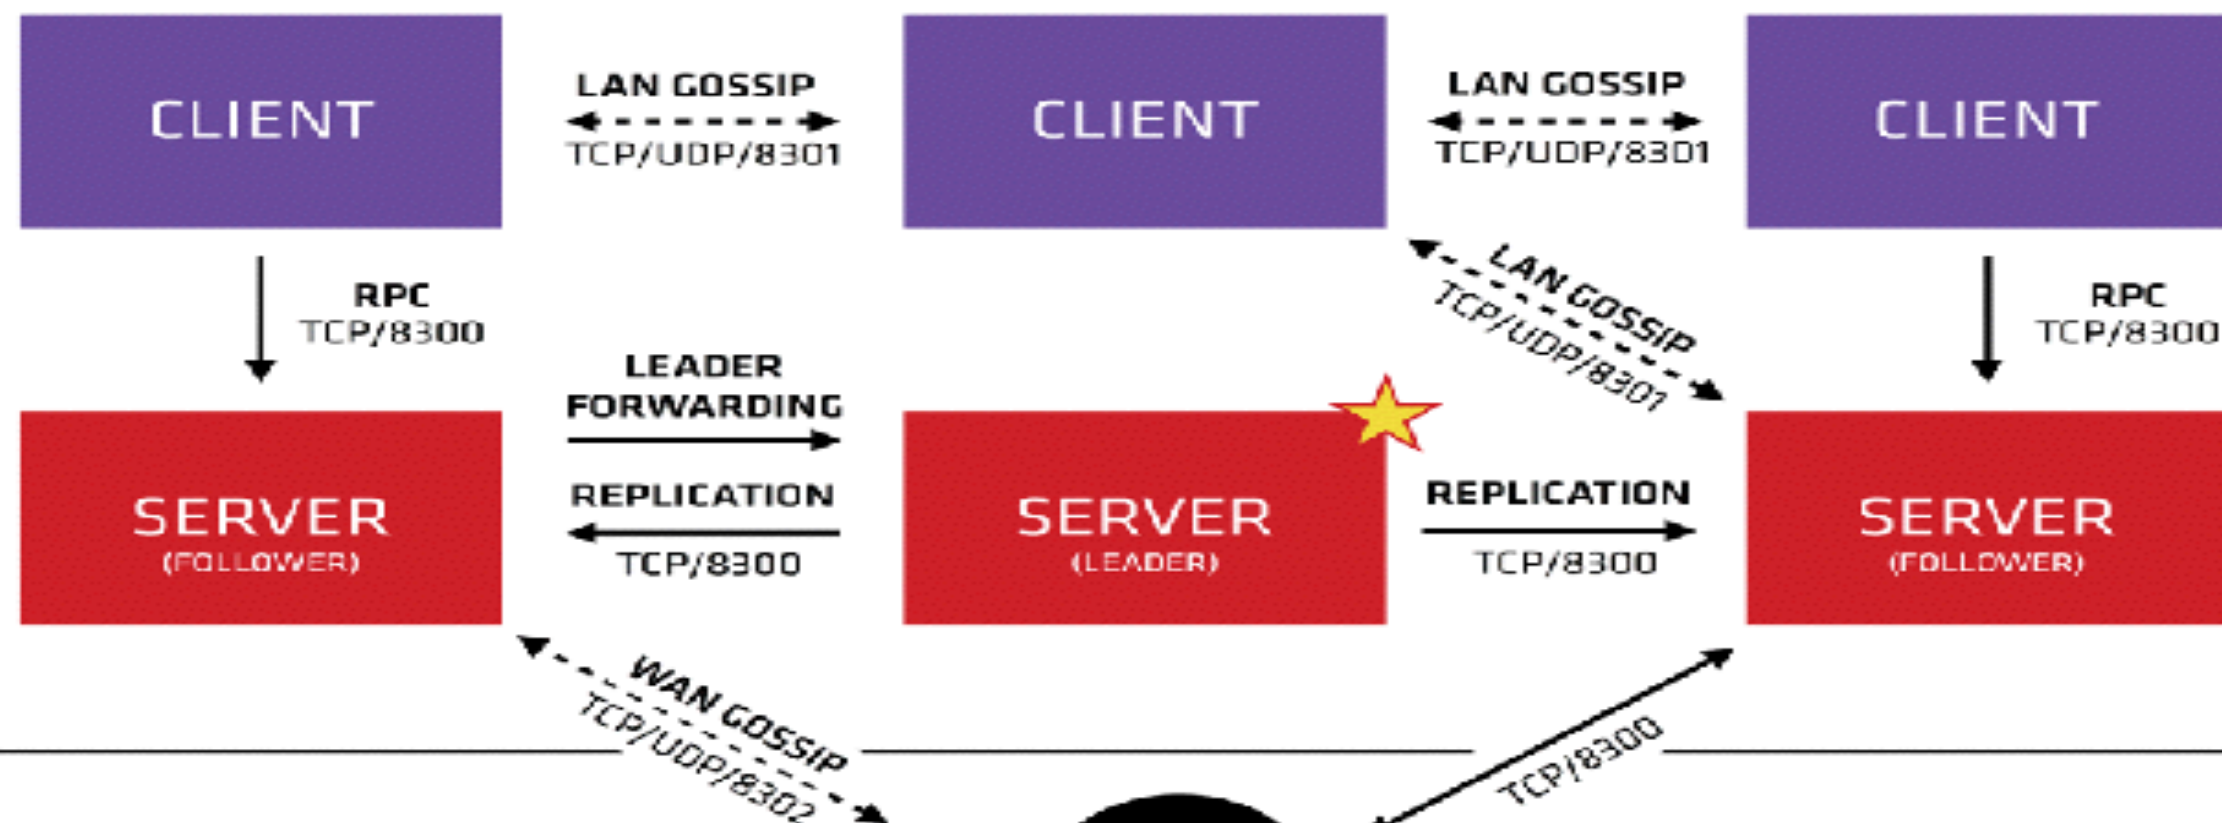 CLIENT
LAN GOSSIP
TCP/UDP/8301
CLIENT
LAN GOSSIP
TCP/UDP/8301
CLIENT
RPC
TCP/8300
LAN GOSSIP
TCP/UDP/8301
RPC
TCP/8300
LEADER
FORWARDING
REPLICATION
TCP/8300
SERVER
(FOLLOWER)
SERVER
(LEADER)
REPLICATION
TCP/8300
SERVER
(FOLLOWER)
WAN GOSSIP
TCP/UDP/8302
TCP/8300